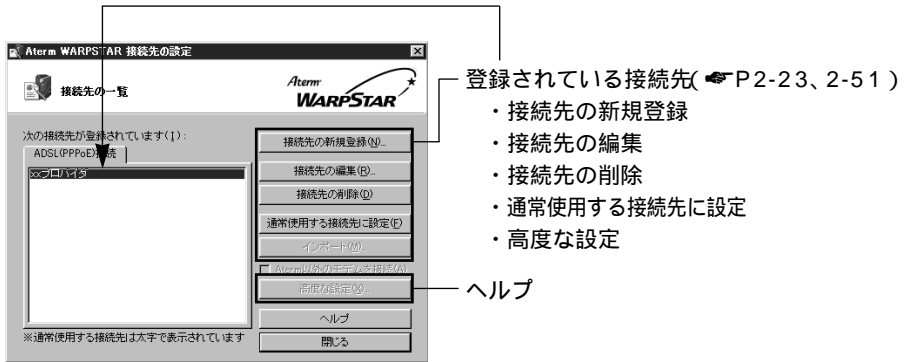 Aterm WARPSTAR 接続先の設定
接続先の一覧
Aterm
WARPSTAR
次の接続先が登録されています(I):
ADSL(PPPoE)接続
xxプロバイダ
接続先の新規登録(N)...
接続先の編集(R)..
接続先の削除(D)
通常使用する接続先に設定(F)
インポート(M)...
Aterm以外のモデムを接続(A)
高度な設定(X)...
ヘルプ
※通常使用する接続先は太字で表示されています
閉じる
登録されている接続先(☛P2-23、2-51)
・接続先の新規登録
・接続先の編集
・接続先の削除
・通常使用する接続先に設定
・高度な設定
ヘルプ